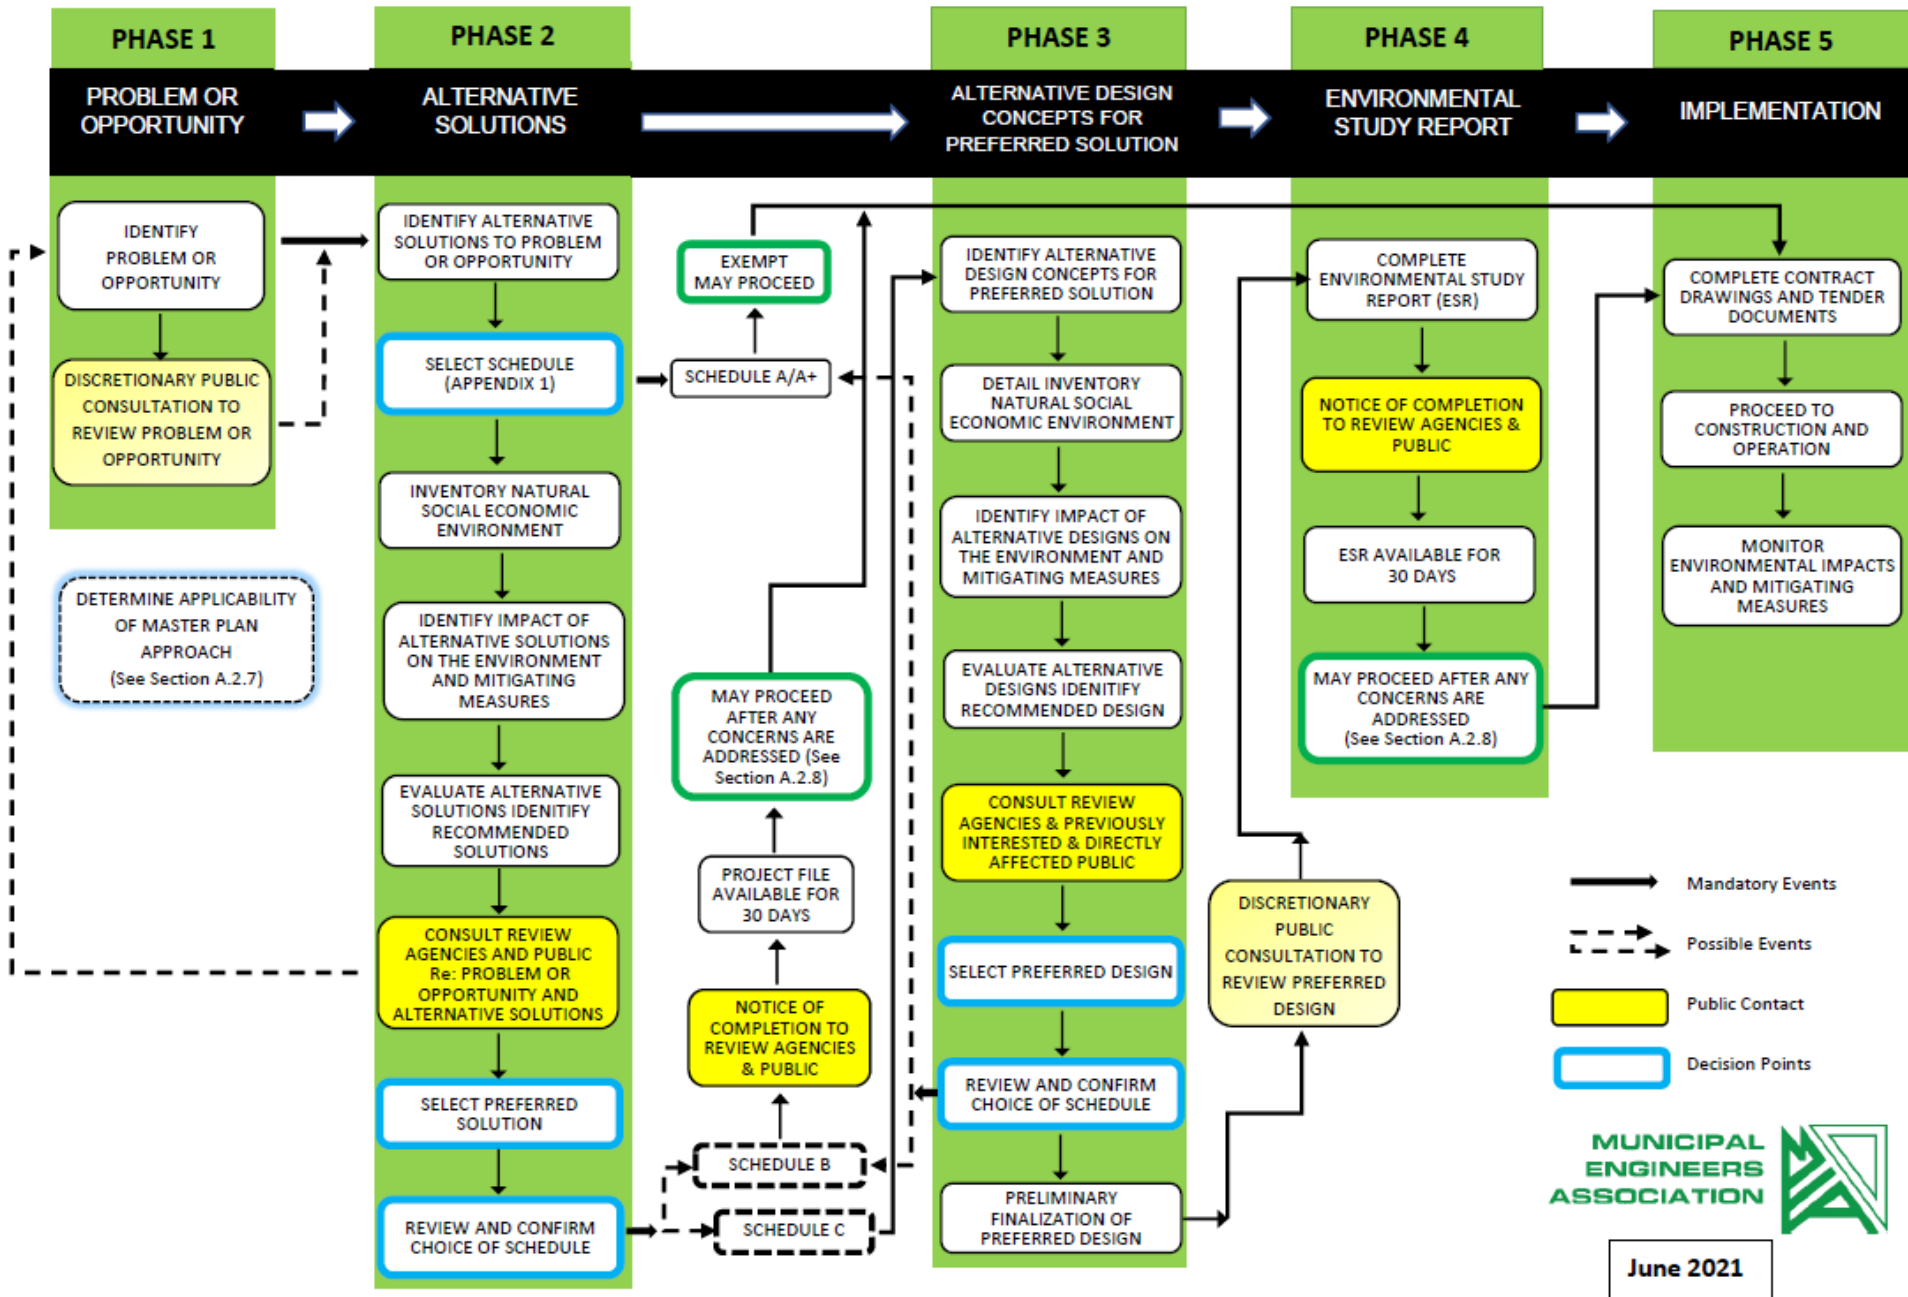 PHASE 1
PHASE 2
PHASE 3
PHASE 4
PHASE 5
PROBLEM OR
OPPORTUNITY
ALTERNATIVE
SOLUTIONS
ALTERNATIVE DESIGN
CONCEPTS FOR
PREFERRED SOLUTION
ENVIRONMENTAL
STUDY REPORT
IMPLEMENTATION
IDENTIFY
PROBLEM OR
OPPORTUNITY
DISCRETIONARY PUBLIC
CONSULTATION TO
REVIEW PROBLEM OR
OPPORTUNITY
DETERMINE APPLICABILITY
OF MASTER PLAN
APPROACH
(See Section A.2.7)
IDENTIFY ALTERNATIVE
SOLUTIONS TO PROBLEM
OR OPPORTUNITY
SELECT SCHEDULE
(APPENDIX 1)
INVENTORY NATURAL
SOCIAL ECONOMIC
ENVIRONMENT
IDENTIFY IMPACT OF
ALTERNATIVE SOLUTIONS
ON THE ENVIRONMENT
AND MITIGATING
MEASURES
EVALUATE ALTERNATIVE
SOLUTIONS IDENITIFY
RECOMMENDED
SOLUTIONS
CONSULT REVIEW
AGENCIES AND PUBLIC
Re: PROBLEM OR
OPPORTUNITY AND
ALTERNATIVE SOLUTIONS
SELECT PREFERRED
SOLUTION
REVIEW AND CONFIRM
CHOICE OF SCHEDULE
EXEMPT
MAY PROCEED
SCHEDULE A/A+
MAY PROCEED
AFTER ANY
CONCERNS ARE
ADDRESSED (See
Section A.2.8)
PROJECT FILE
AVAILABLE FOR
30 DAYS
NOTICE OF
COMPLETION TO
REVIEW AGENCIES
& PUBLIC
SCHEDULE B
SCHEDULE C
IDENTIFY ALTERNATIVE
DESIGN CONCEPTS FOR
PREFERRED SOLUTION
DETAIL INVENTORY
NATURAL SOCIAL
ECONOMIC ENVIRONMENT
IDENTIFY IMPACT OF
ALTERNATIVE DESIGNS ON
THE ENVIRONMENT AND
MITIGATING MEASURES
EVALUATE ALTERNATIVE
DESIGNS IDENITIFY
RECOMMENDED DESIGN
CONSULT REVIEW
AGENCIES & PREVIOUSLY
INTERESTED & DIRECTLY
AFFECTED PUBLIC
SELECT PREFERRED DESIGN
REVIEW AND CONFIRM
CHOICE OF SCHEDULE
PRELIMINARY
FINALIZATION OF
PREFERRED DESIGN
DISCRETIONARY
PUBLIC
CONSULTATION TO
REVIEW PREFERRED
DESIGN
COMPLETE
ENVIRONMENTAL STUDY
REPORT (ESR)
NOTICE OF COMPLETION
TO REVIEW AGENCIES &
PUBLIC
ESR AVAILABLE FOR
30 DAYS
MAY PROCEED AFTER ANY
CONCERNS ARE
ADDRESSED
(See Section A.2.8)
COMPLETE CONTRACT
DRAWINGS AND TENDER
DOCUMENTS
PROCEED TO
CONSTRUCTION AND
OPERATION
MONITOR
ENVIRONMENTAL IMPACTS
AND MITIGATING
MEASURES
Mandatory Events
Possible Events
Public Contact
Decision Points
MUNICIPAL
ENGINEERS
ASSOCIATION
June 2021